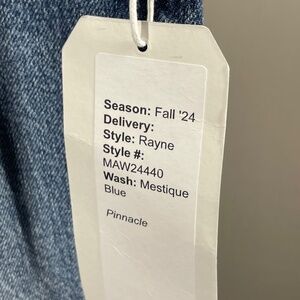 Season: Fall '24
Delivery:
Style: Rayne
Style #:
MAW24440
Wash: Mestique
Blue
Pinnacle